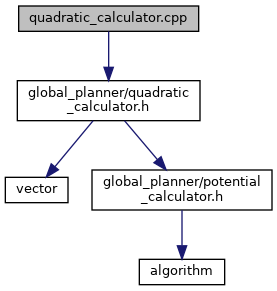 quadratic_calculator.cpp
global_planner/quadratic
_calculator.h
vector
global_planner/potential
_calculator.h
algorithm